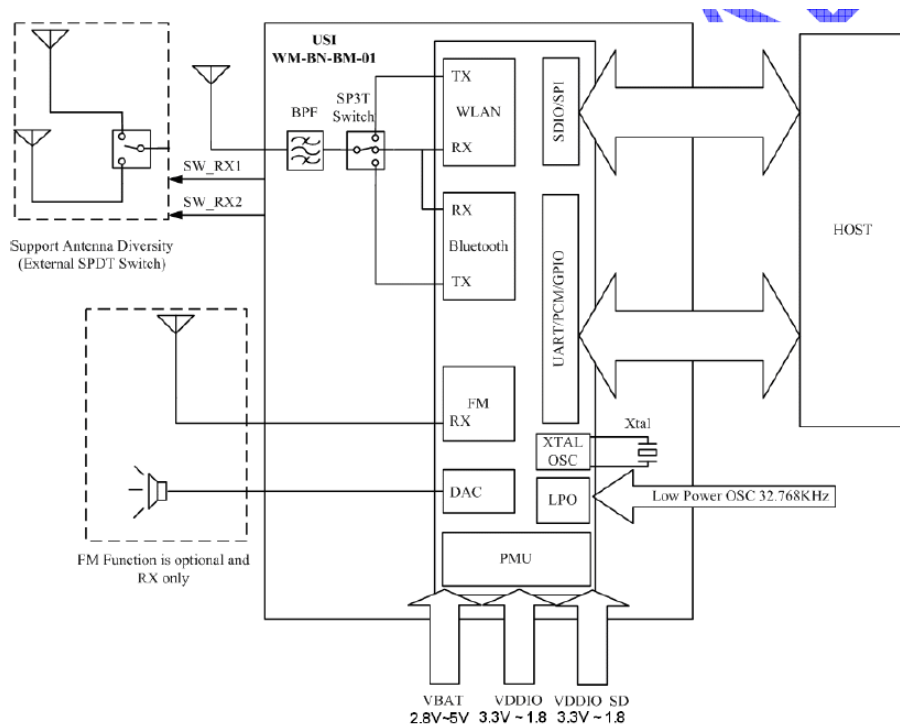 USI
WM-BN-BM-01
SP3T
Switch
BPF
TX
WLAN
RX
SDIO/SPI
SW_RX1
SW_RX2
RX
Bluetooth
TX
UART/PCM/GPIO
HOST
Support Antenna Diversity
(External SPDT Switch)
FM
RX
Xtal
XTAL
OSC
DAC
LPO
Low Power OSC 32.768KHz
PMU
FM Function is optional and
RX only
VBAT
2.8V~5V
VDDIO
3.3V ~ 1.8
VDDIO SD
3.3V ~ 1.8